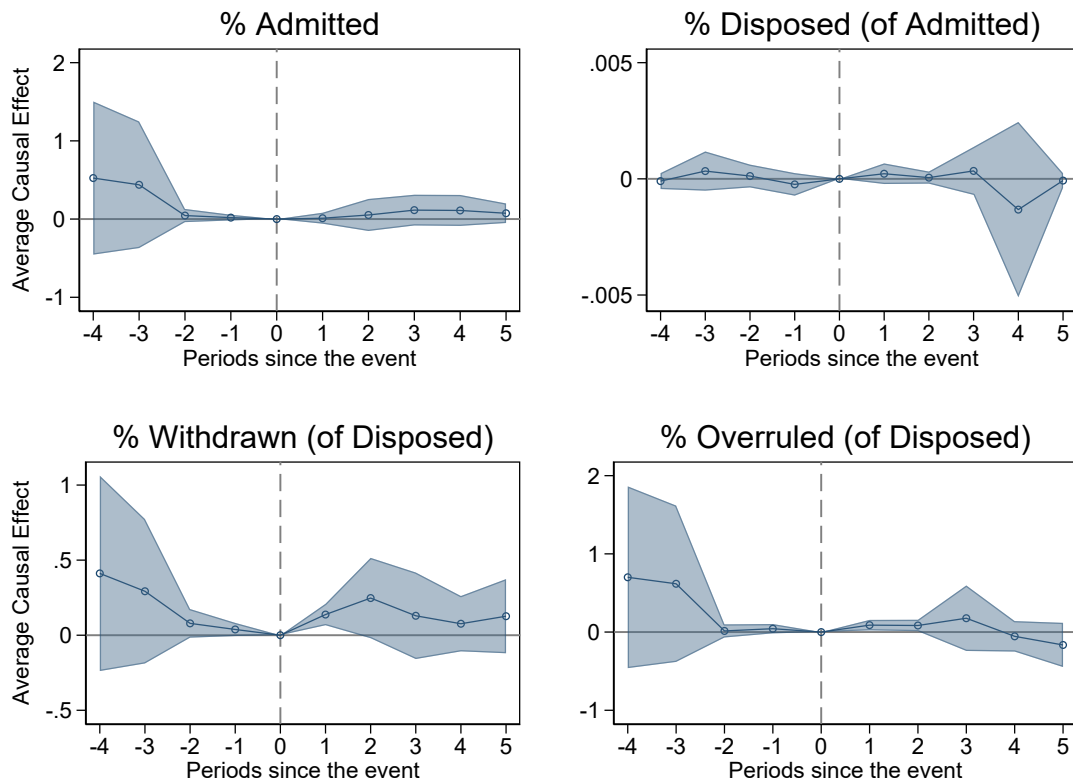 % Admitted
Average Causal Effect
2
1
0
-1
-4 -3 -2 -1 0 1 2 3 4 5
Periods since the event
% Disposed (of Admitted)
.005
0
-.005
-4 -3 -2 -1 0 1 2 3 4 5
Periods since the event
% Withdrawn (of Disposed)
Average Causal Effect
1
.5
0
-.5
-4 -3 -2 -1 0 1 2 3 4 5
Periods since the event
% Overruled (of Disposed)
2
1
0
-1
-4 -3 -2 -1 0 1 2 3 4 5
Periods since the event